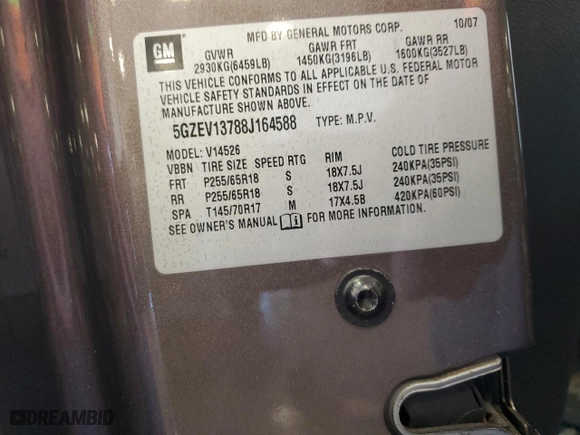 MFD BY GENERAL MOTORS CORP. 10/07
GM GVWR GAWR FRT GAWR RR
2930KG(6459LB) 1450KG(3196LB) 1600KG(3527LB)
THIS VEHICLE CONFORMS TO ALL APPLICABLE U.S. FEDERAL MOTOR
VEHICLE SAFETY STANDARDS IN EFFECT ON THE DATE OF
MANUFACTURE SHOWN ABOVE.
5GZEV13788J164588 TYPE: M.P.V.
MODEL: V14526
VBBN TIRE SIZE SPEED RTG RIM COLD TIRE PRESSURE
FRT P255/65R18 S 18X7.5J 240KPA(35PSI)
RR P255/65R18 S 18X7.5J 240KPA(35PSI)
SPA T145/70R17 M 17X4.5B 420KPA(60PSI)
SEE OWNER'S MANUAL FOR MORE INFORMATION.
DREAMBID